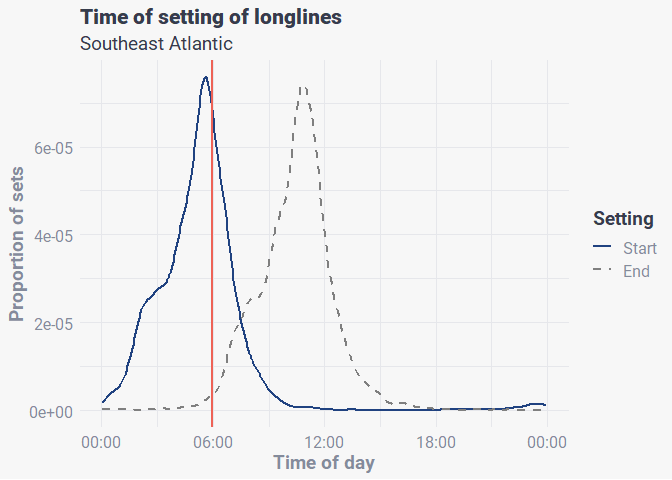 Time of setting of longlines
Southeast Atlantic
Proportion of sets
6e-05
4e-05
2e-05
0e+00
00:00 06:00 12:00 18:00 00:00
Time of day
Setting
Start
End